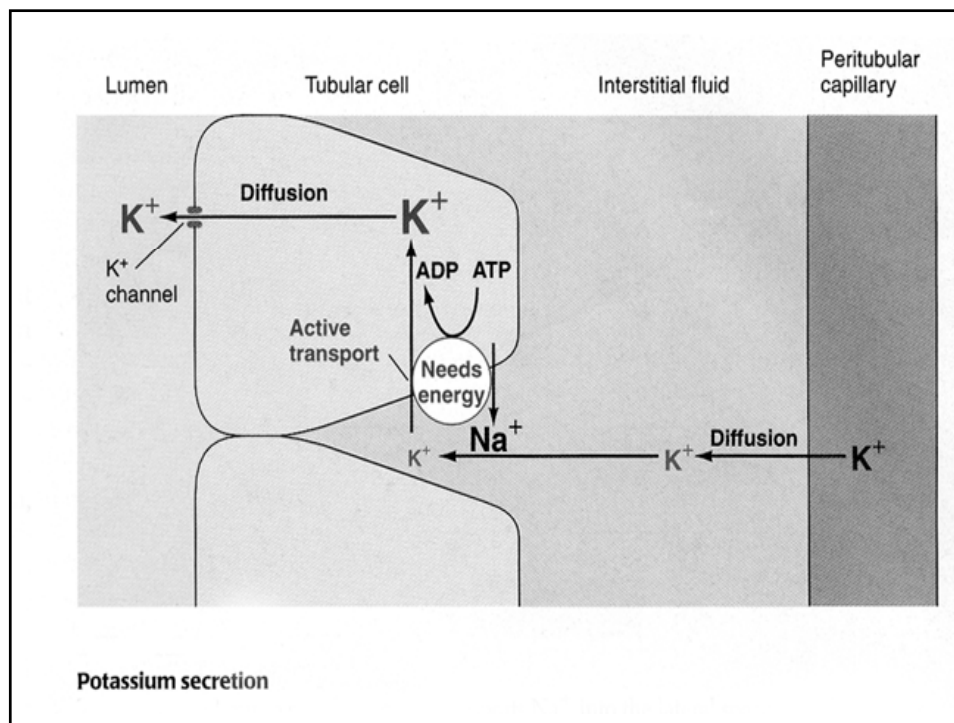 Lumen
Tubular cell
Interstitial fluid
Peritubular
capillary
Diffusion
K+
K+
K+
channel
ADP
ATP
Active
transport
Needs
energy
Na+
K+
K+
Diffusion
K+
Potassium secretion